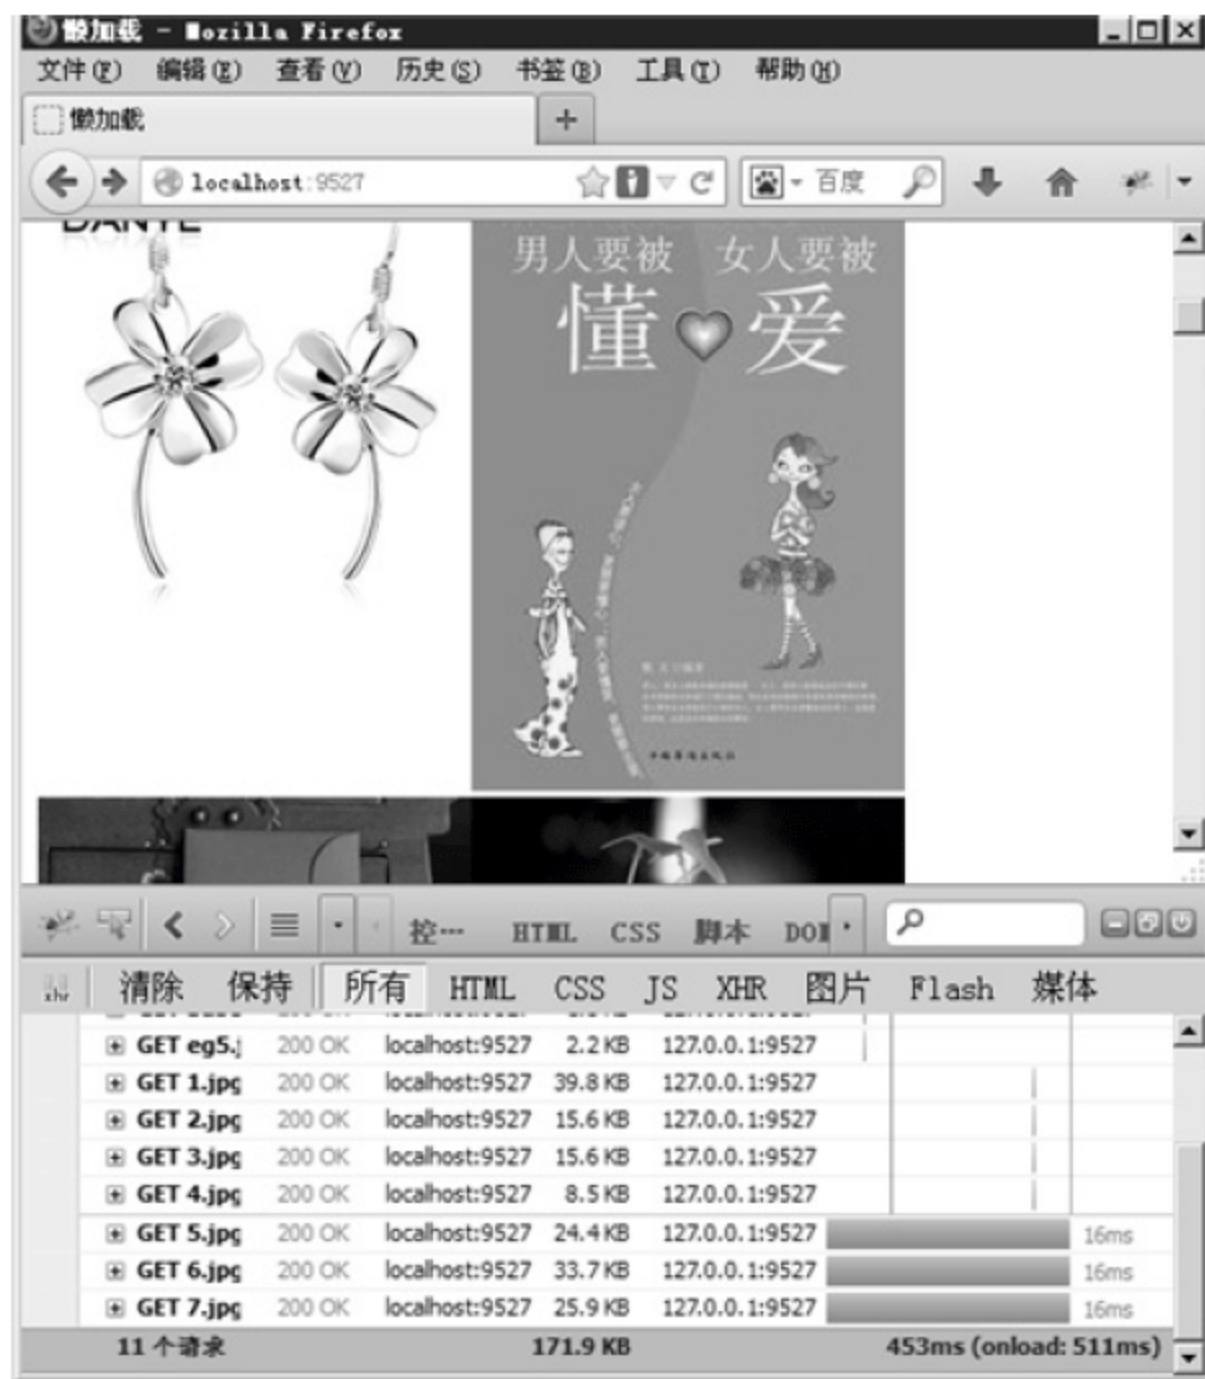 懒加载 - Mozilla Firefox
文件(F) 编辑(E) 查看(V) 历史(S) 书签(B) 工具(T) 帮助(H)
懒加载 +
localhost:9527 百度
DANYE
男人要被 女人要被
懂 爱
控… HTML CSS 脚本 DOM
xhr 清除 保持 所有 HTML CSS JS XHR 图片 Flash 媒体
GET eg5.j 200 OK localhost:9527 2.2 KB 127.0.0.1:9527
GET 1.jpg 200 OK localhost:9527 39.8 KB 127.0.0.1:9527
GET 2.jpg 200 OK localhost:9527 15.6 KB 127.0.0.1:9527
GET 3.jpg 200 OK localhost:9527 15.6 KB 127.0.0.1:9527
GET 4.jpg 200 OK localhost:9527 8.5 KB 127.0.0.1:9527
GET 5.jpg 200 OK localhost:9527 24.4 KB 127.0.0.1:9527 16ms
GET 6.jpg 200 OK localhost:9527 33.7 KB 127.0.0.1:9527 16ms
GET 7.jpg 200 OK localhost:9527 25.9 KB 127.0.0.1:9527 16ms
11 个请求 171.9 KB 453ms (onload: 511ms)